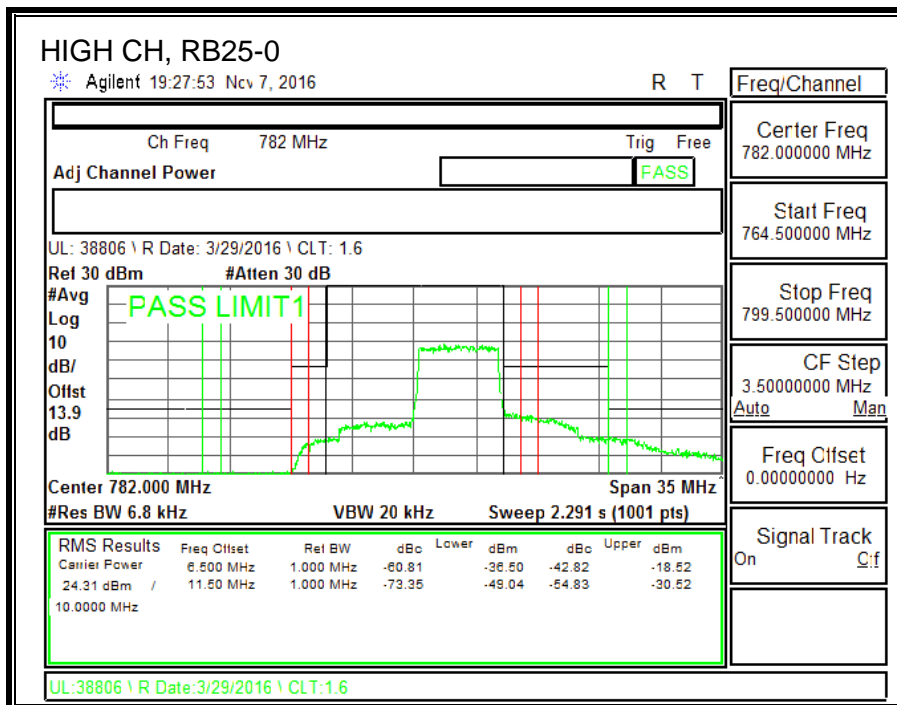 HIGH CH, RB25-0
Agilent 19:27:53 Nov 7, 2016 R T
Freq/Channel
Ch Freq 782 MHz Trig Free
Adj Channel Power PASS
Center Freq
782.000000 MHz
Start Freq
764.500000 MHz
Stop Freq
799.500000 MHz
CF Step
3.50000000 MHz
Auto Man
Freq Offset
0.00000000 Hz
Signal Track
On Off
UL: 38806 \ R Date: 3/29/2016 \ CLT: 1.6
Ref 30 dBm #Atten 30 dB
#Avg
Log
10
dB/
Offst
13.9
dB
PASS LIMIT1
Center 782.000 MHz Span 35 MHz
#Res BW 6.8 kHz VBW 20 kHz Sweep 2.291 s (1001 pts)
RMS Results Freq Offset Ref BW dBc Lower dBm dBc Upper dBm
Carrier Power 6.500 MHz 1.000 MHz -60.81 -36.50 -42.82 -18.52
24.31 dBm / 11.50 MHz 1.000 MHz -73.35 -49.04 -54.83 -30.52
10.0000 MHz
UL:38806 \ R Date:3/29/2016 \ CLT:1.6